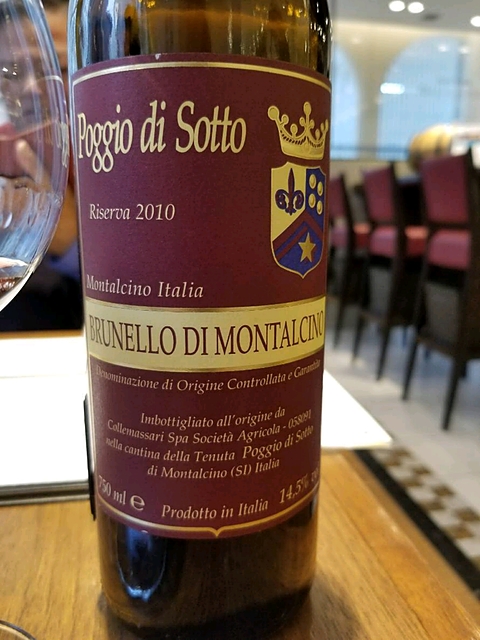 Poggio di Sotto
Riserva 2010
Montalcino Italia
BRUNELLO DI MONTALCINO
Denominazione di Origine Controllata e Garantita
Imbottigliato all'origine da
Collemassari Spa Società Agricola - 058091
nella cantina della Tenuta Poggio di Sotto
di Montalcino (SI) Italia
750 ml e Prodotto in Italia 14,5%